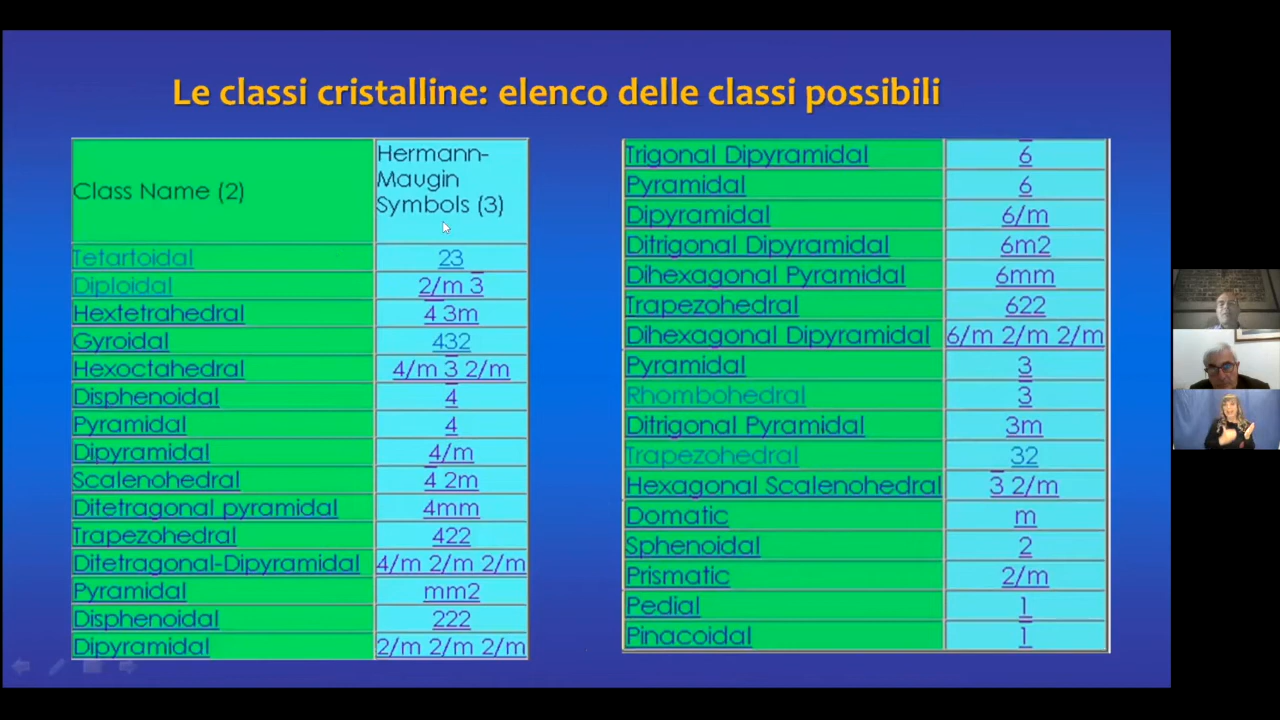 Le classi cristalline: elenco delle classi possibili
Class Name (2) Hermann-
Maugin
Symbols (3)
Tetartoidal 23
Diploidal 2/m 3̅
Hextetrahedral 4̅ 3m
Gyroidal 432
Hexoctahedral 4/m 3̅ 2/m
Disphenoidal 4̅
Pyramidal 4
Dipyramidal 4/m
Scalenohedral 4̅ 2m
Ditetragonal pyramidal 4mm
Trapezohedral 422
Ditetragonal-Dipyramidal 4/m 2/m 2/m
Pyramidal mm2
Disphenoidal 222
Dipyramidal 2/m 2/m 2/m
Trigonal Dipyramidal 6̅
Pyramidal 6
Dipyramidal 6/m
Ditrigonal Dipyramidal 6m2
Dihexagonal Pyramidal 6mm
Trapezohedral 622
Dihexagonal Dipyramidal 6/m 2/m 2/m
Pyramidal 3
Rhombohedral 3̅
Ditrigonal Pyramidal 3m
Trapezohedral 32
Hexagonal Scalenohedral 3̅ 2/m
Domatic m
Sphenoidal 2
Prismatic 2/m
Pedial 1
Pinacoidal 1̅